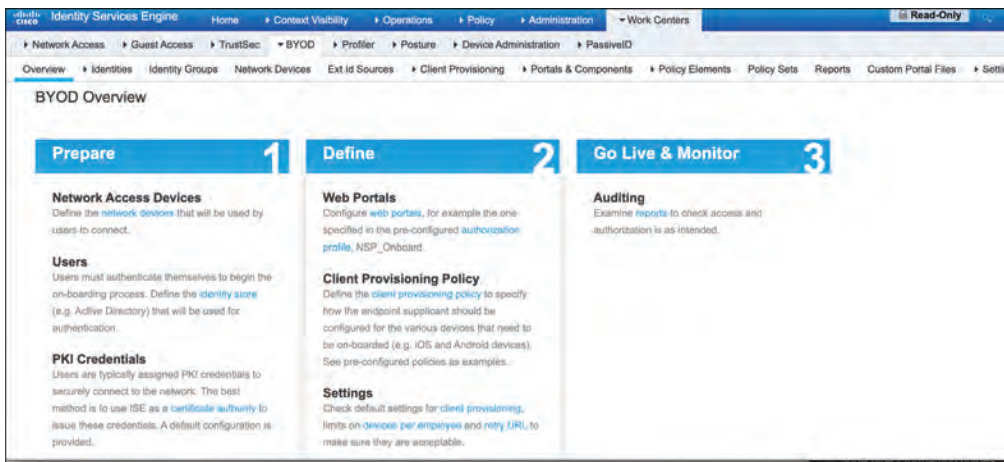 cisco Identity Services Engine Home Context Visibility Operations Policy Administration Work Centers Read-Only
Network Access Guest Access TrustSec BYOD Profiler Posture Device Administration PassiveID
Overview Identities Identity Groups Network Devices Ext Id Sources Client Provisioning Portals & Components Policy Elements Policy Sets Reports Custom Portal Files
BYOD Overview
Prepare 1
Network Access Devices
Define the network devices that will be used by
users to connect.
Users
Users must authenticate themselves to begin the
on-boarding process. Define the identity store
(e.g. Active Directory) that will be used for
authentication.
PKI Credentials
Users are typically assigned PKI credentials to
securely connect to the network. The best
method is to use ISE as a certificate authority to
issue these credentials. A default configuration is
provided.
Define 2
Web Portals
Configure web portals, for example the one
specified in the pre-configured authorization
profile, NSP_Onboard.
Client Provisioning Policy
Define the client provisioning policy to specify
how the endpoint supplicant should be
configured for the various devices that need to
be on-boarded (e.g. iOS and Android devices).
See pre-configured policies as examples.
Settings
Check default settings for client provisioning,
limits on devices per employee and retry URL to
make sure they are acceptable.
Go Live & Monitor 3
Auditing
Examine reports to check access and
authorization is as intended.